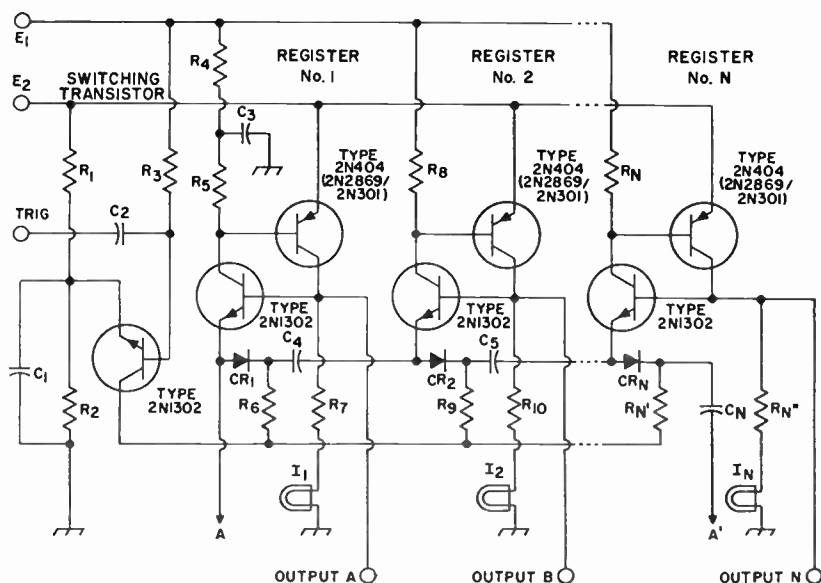 E1
E2
TRIG
SWITCHING
TRANSISTOR
REGISTER
No. 1
REGISTER
No. 2
REGISTER
No. N
R1
R3
R4
C3
R5
R8
RN
TYPE
2N404
(2N2869/
2N301)
TYPE
2N404
(2N2869/
2N301)
TYPE
2N404
(2N2869/
2N301)
C2
TYPE
2N1302
TYPE
2N1302
TYPE
2N1302
TYPE
2N1302
C1
R2
CR1
C4
R6
R7
CR2
C5
R9
R10
CRN
RN'
CN
RN"
I1
I2
IN
A
A'
OUTPUT A
OUTPUT B
OUTPUT N